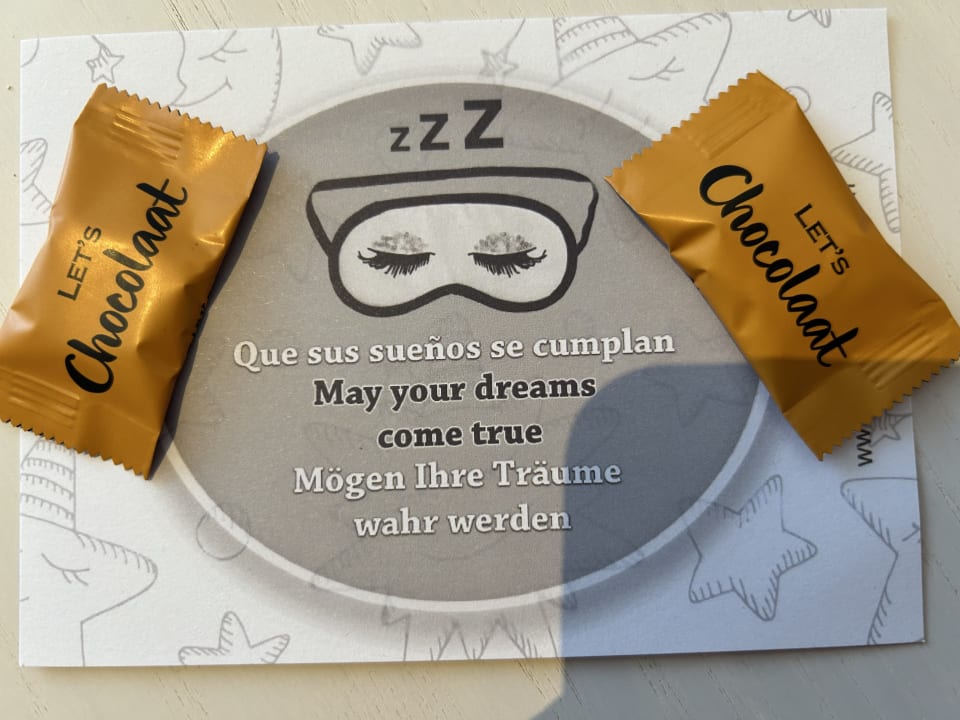 z z Z
LET'S
Chocolaat
LET'S
Chocolaat
Que sus sueños se cumplan
May your dreams
come true
Mögen Ihre Träume
wahr werden
www